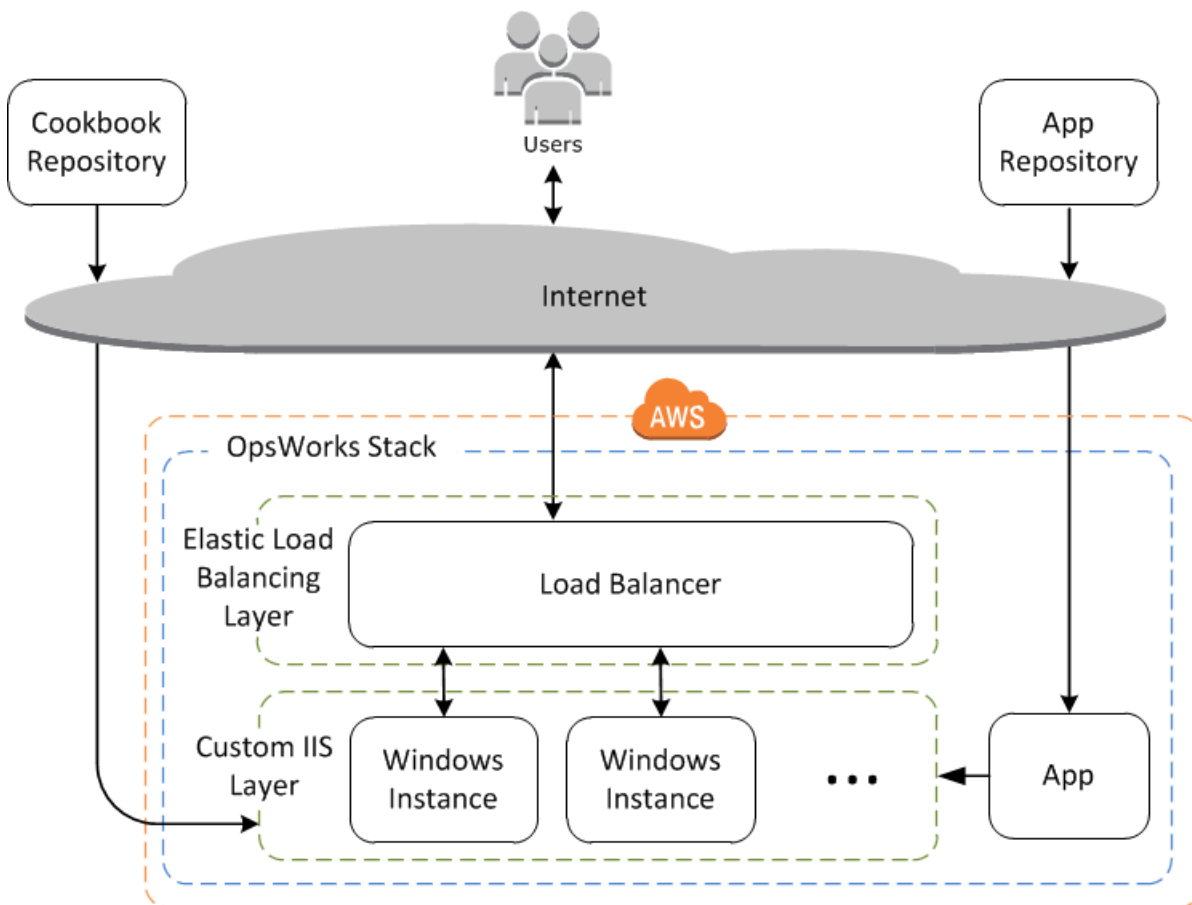 Users
Cookbook
Repository
App
Repository
Internet
AWS
OpsWorks Stack
Elastic Load
Balancing
Layer
Load Balancer
Custom IIS
Layer
Windows
Instance
Windows
Instance
...
App